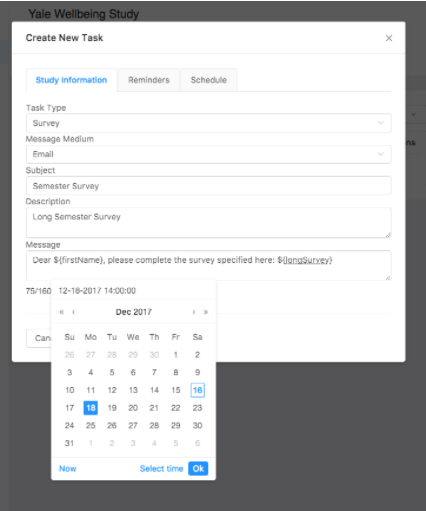 Yale Wellbeing Study
Create New Task
Study Information Reminders Schedule
Task Type
Survey
Message Medium
Email
Subject
Semester Survey
Description
Long Semester Survey
Message
Dear ${firstName}, please complete the survey specified here: ${longSurvey}
75/160 12-18-2017 14:00:00
« ‹ Dec 2017 › »
Su Mo Tu We Th Fr Sa
26 27 28 29 30 1 2
3 4 5 6 7 8 9
10 11 12 13 14 15 16
17 18 19 20 21 22 23
24 25 26 27 28 29 30
31 1 2 3 4 5 6
Now Select time Ok